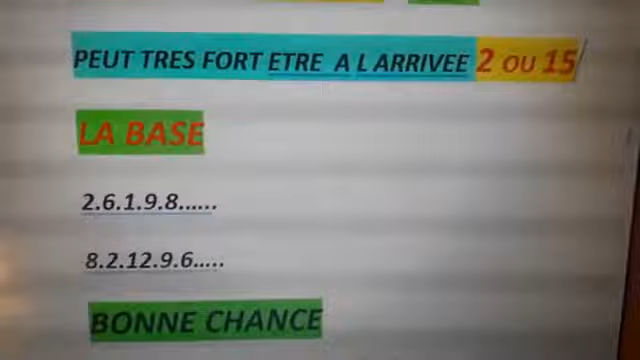 PEUT TRES FORT ETRE A L ARRIVEE 2 OU 15
LA BASE
2.6.1.9.8......
8.2.12.9.6.....
BONNE CHANCE